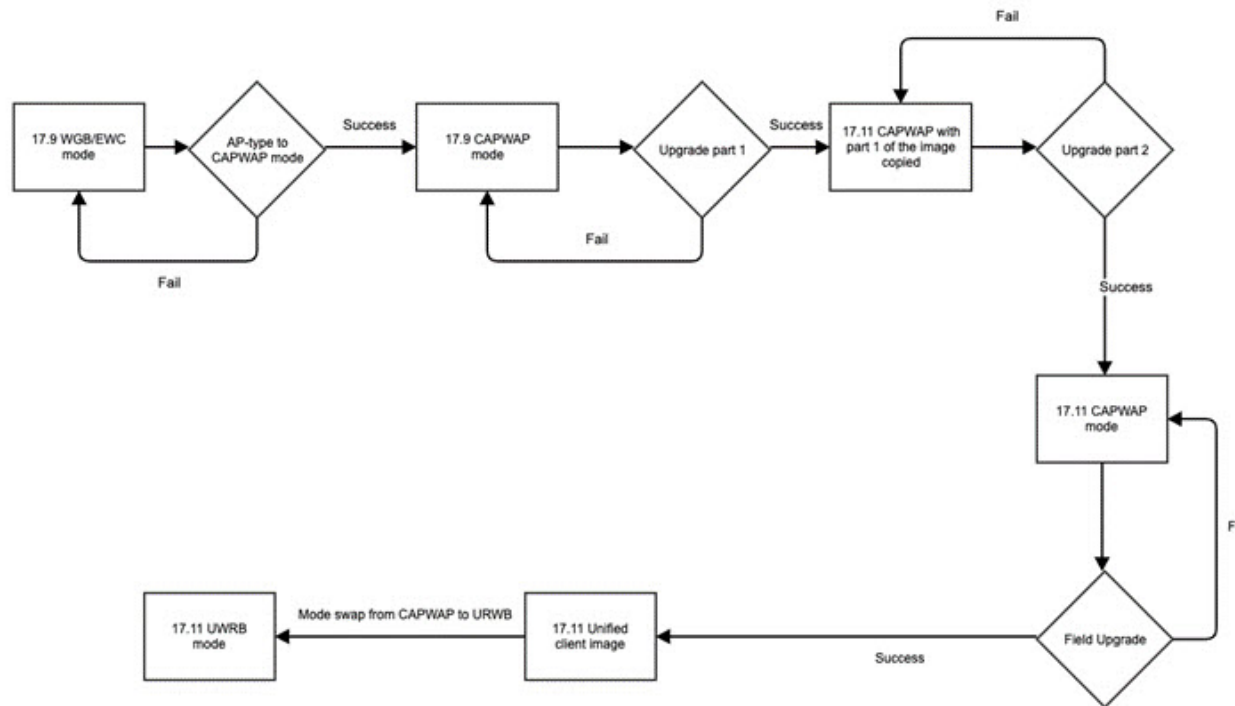 Fail
17.9 WGB/EWC
mode
AP-type to
CAPWAP mode
Success
17.9 CAPWAP
mode
Upgrade part 1
Success
17.11 CAPWAP with
part 1 of the image
copied
Upgrade part 2
Fail
Fail
Success
17.11 CAPWAP
mode
F
Mode swap from CAPWAP to URWB
17.11 UWRB
mode
17.11 Unified
client image
Success
Field Upgrade